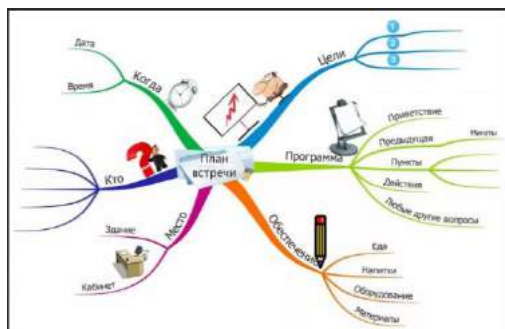 План
встречи
Цели
1
2
3
Программа
Приветствие
Предыдущая
Минуты
Пункты
Действия
Любые другие вопросы
Обеспечение
Еда
Напитки
Оборудование
Материалы
Место
Здание
Кабинет
Кто
Когда
Дата
Время